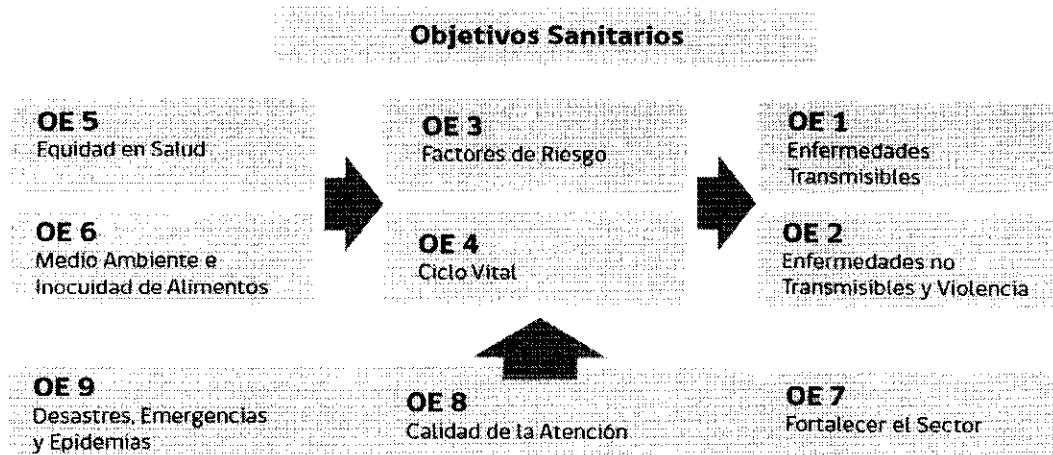 Objetivos Sanitarios
OE 5
Equidad en Salud
OE 3
Factores de Riesgo
OE 1
Enfermedades
Transmisibles
OE 6
Medio Ambiente e
Inocuidad de Alimentos
OE 4
Ciclo Vital
OE 2
Enfermedades no
Transmisibles y Violencia
OE 9
Desastres, Emergencias
y Epidemias
OE 8
Calidad de la Atención
OE 7
Fortalecer el Sector